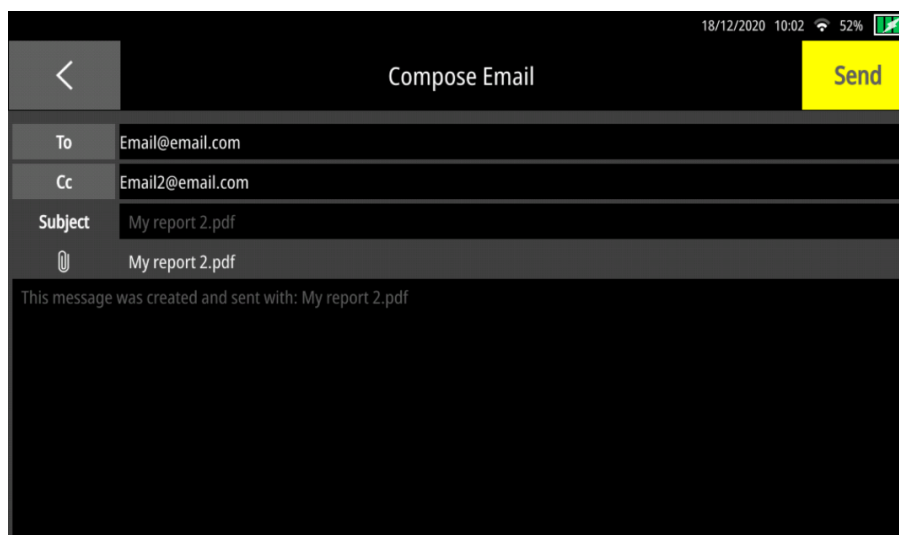 18/12/2020 10:02 52%
Compose Email
Send
To Email@email.com
Cc Email2@email.com
Subject My report 2.pdf
My report 2.pdf
This message was created and sent with: My report 2.pdf